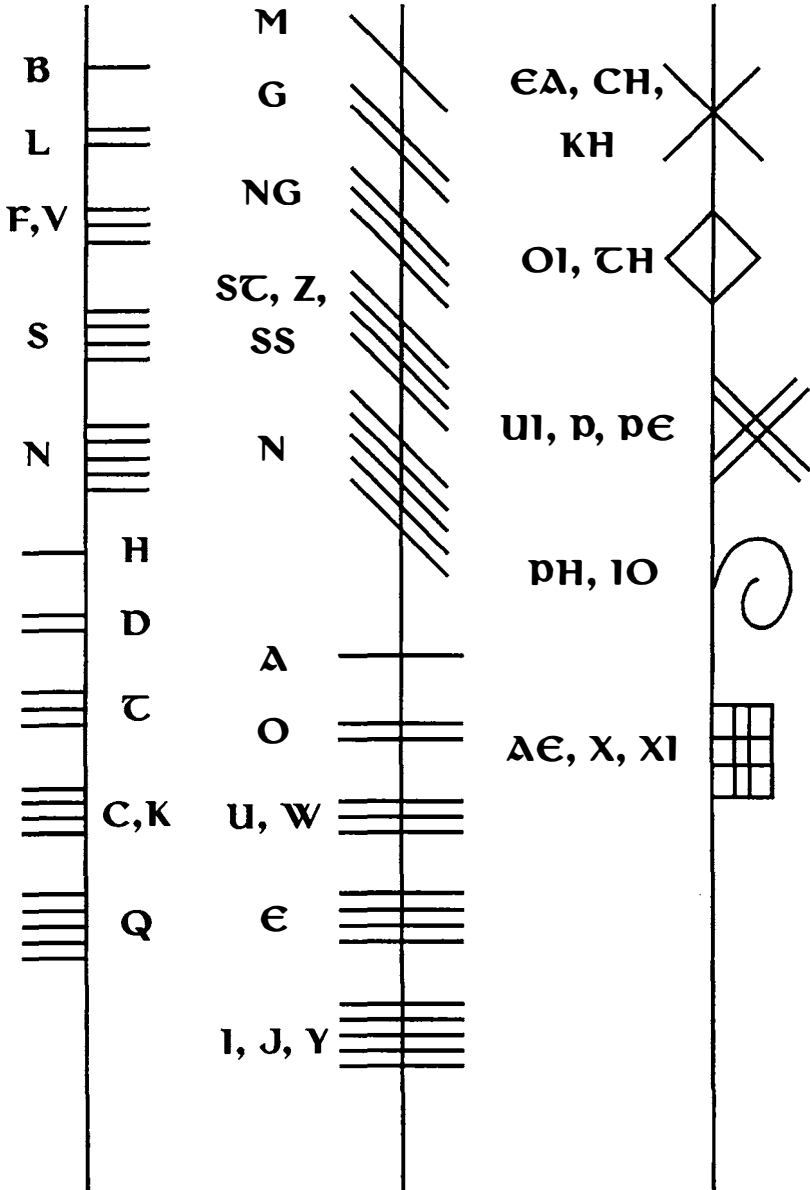 B
L
F,V
S
N
H
D
T
C,K
Q
M
G
NG
ST, Z,
SS
N
A
O
U, W
E
I, J, Y
EA, CH,
KH
OI, TH
UI, P, PE
PH, IO
AE, X, XI